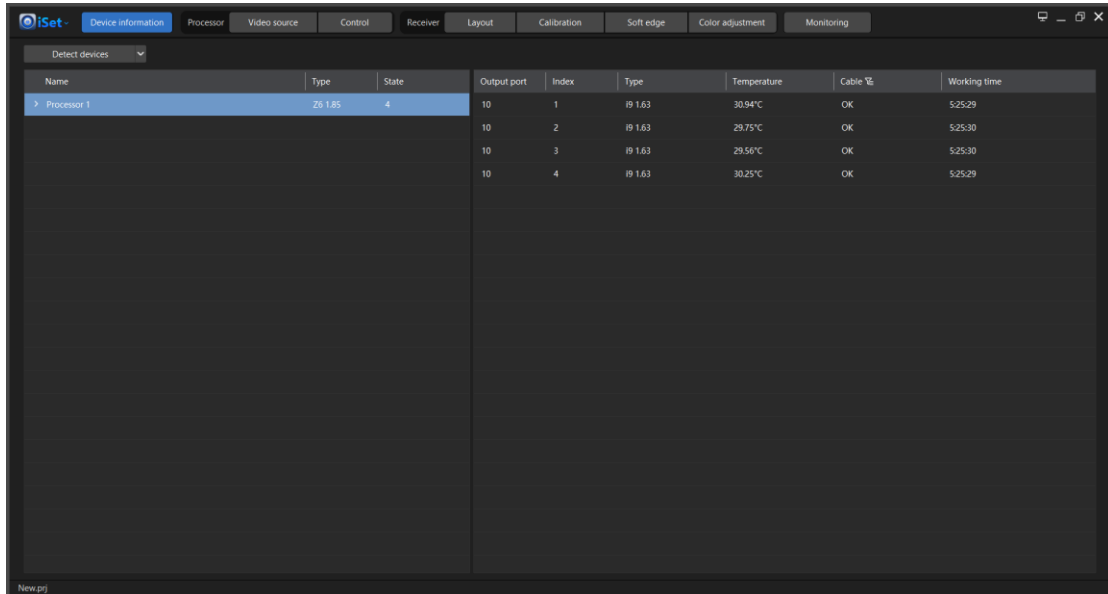 iSet Device information Processor Video source Control Receiver Layout Calibration Soft edge Color adjustment Monitoring
Detect devices
Name Type State Output port Index Type Temperature Cable Working time
Processor 1 Z6 1.85 4 10 1 i9 1.63 30.94°C OK 5:25:29
10 2 i9 1.63 29.75°C OK 5:25:30
10 3 i9 1.63 29.56°C OK 5:25:30
10 4 i9 1.63 30.25°C OK 5:25:29
New.prj